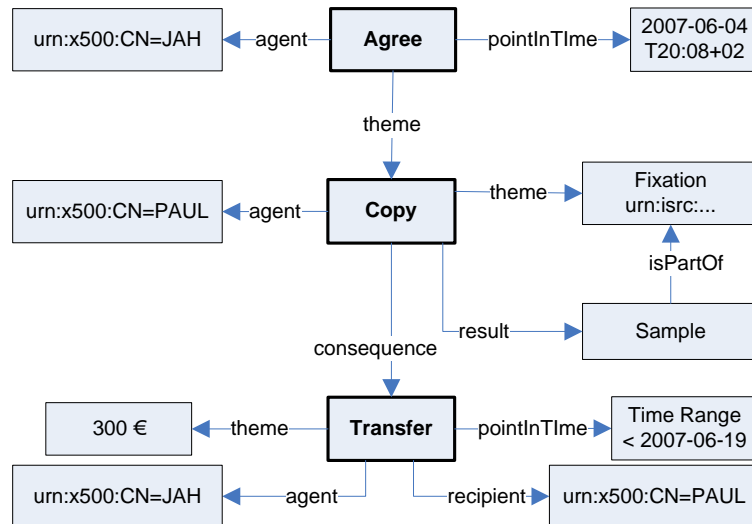 urn:x500:CN=JAH
agent
Agree
pointInTIme
2007-06-04
T20:08+02
theme
urn:x500:CN=PAUL
agent
Copy
theme
Fixation
urn:isrc:...
isPartOf
result
Sample
consequence
300 €
theme
Transfer
pointInTIme
Time Range
< 2007-06-19
urn:x500:CN=JAH
agent
recipient
urn:x500:CN=PAUL